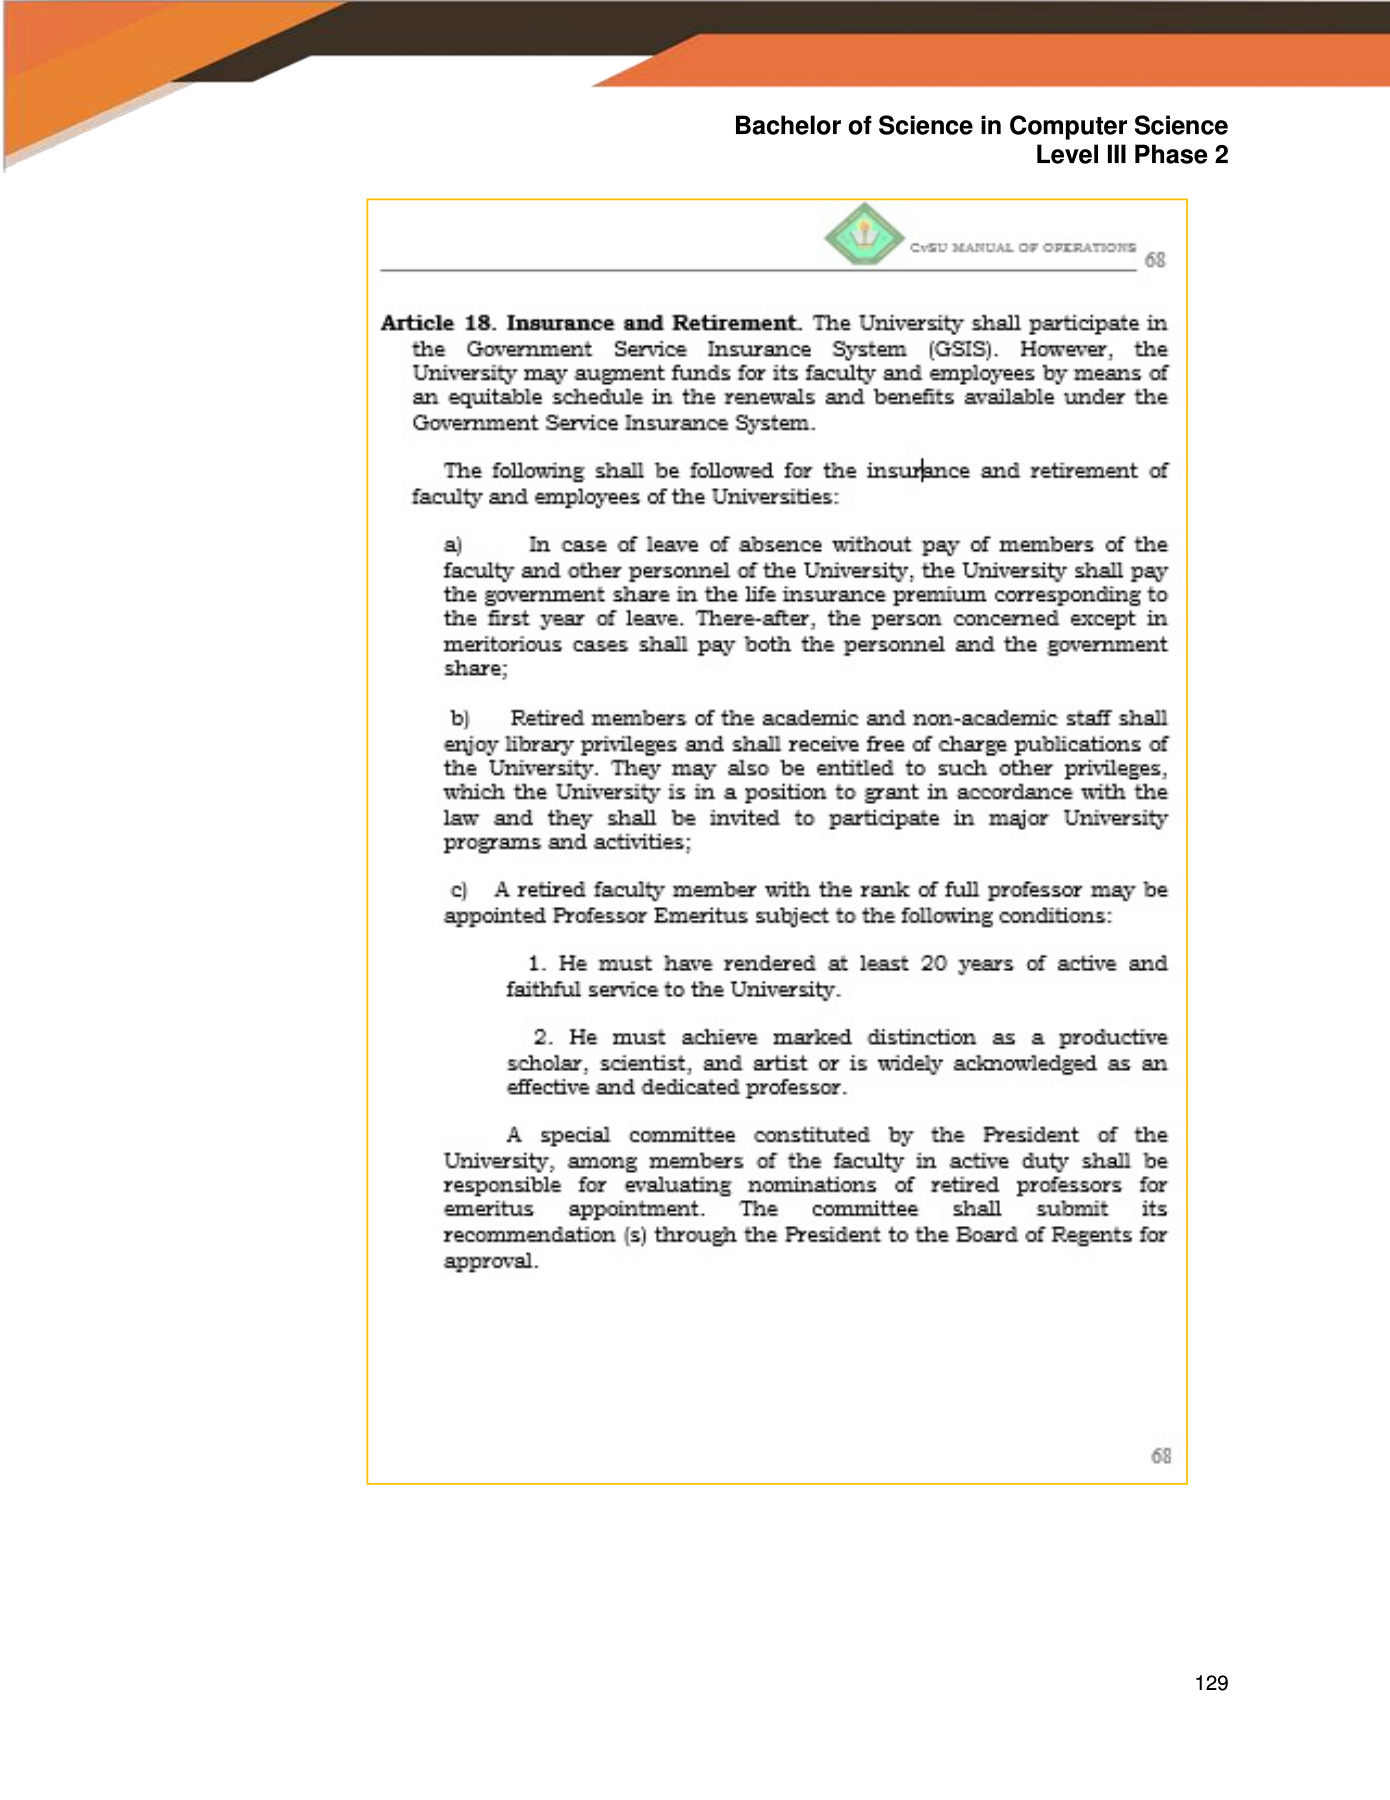 Bachelor of Science in Computer Science
Level III Phase 2
CvSU MANUAL OF OPERATIONS 68
Article 18. Insurance and Retirement. The University shall participate in
the Government Service Insurance System (GSIS). However, the
University may augment funds for its faculty and employees by means of
an equitable schedule in the renewals and benefits available under the
Government Service Insurance System.
The following shall be followed for the insurance and retirement of
faculty and employees of the Universities:
a) In case of leave of absence without pay of members of the
faculty and other personnel of the University, the University shall pay
the government share in the life insurance premium corresponding to
the first year of leave. There-after, the person concerned except in
meritorious cases shall pay both the personnel and the government
share;
b) Retired members of the academic and non-academic staff shall
enjoy library privileges and shall receive free of charge publications of
the University. They may also be entitled to such other privileges,
which the University is in a position to grant in accordance with the
law and they shall be invited to participate in major University
programs and activities;
c) A retired faculty member with the rank of full professor may be
appointed Professor Emeritus subject to the following conditions:
1. He must have rendered at least 20 years of active and
faithful service to the University.
2. He must achieve marked distinction as a productive
scholar, scientist, and artist or is widely acknowledged as an
effective and dedicated professor.
A special committee constituted by the President of the
University, among members of the faculty in active duty shall be
responsible for evaluating nominations of retired professors for
emeritus appointment. The committee shall submit its
recommendation (s) through the President to the Board of Regents for
approval.
68
129